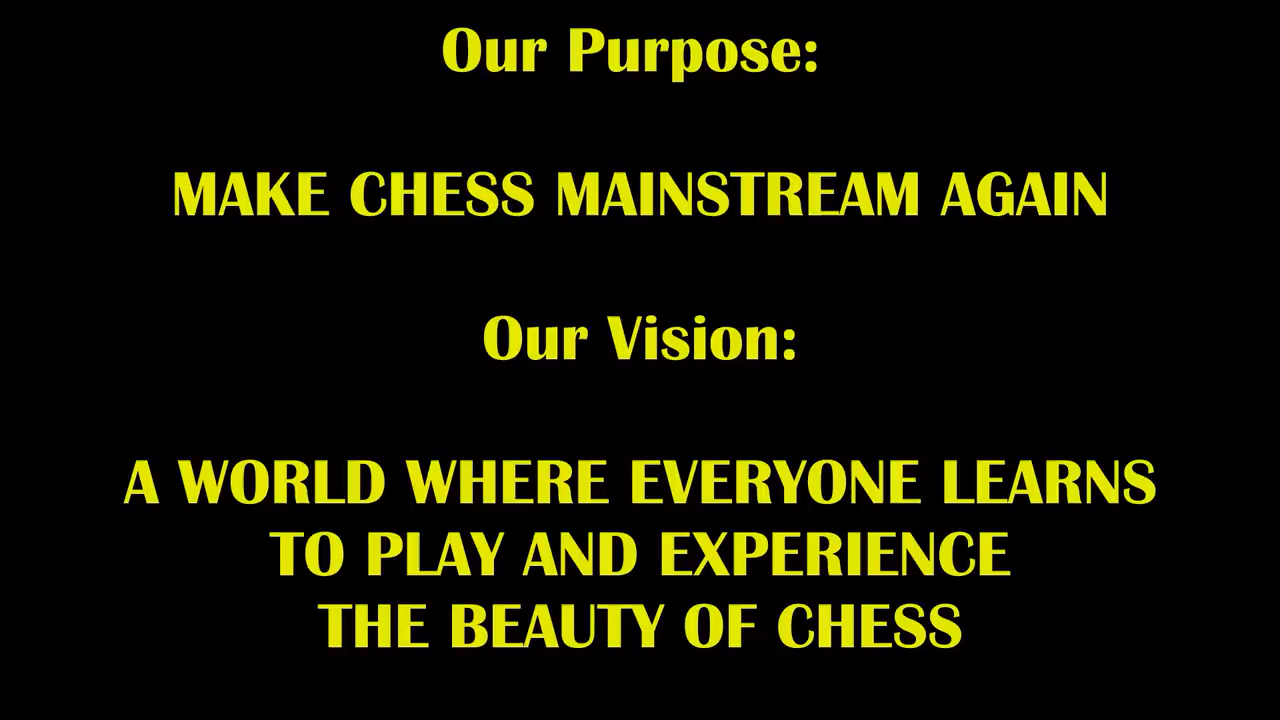 Our Purpose:
MAKE CHESS MAINSTREAM AGAIN
Our Vision:
A WORLD WHERE EVERYONE LEARNS
TO PLAY AND EXPERIENCE
THE BEAUTY OF CHESS